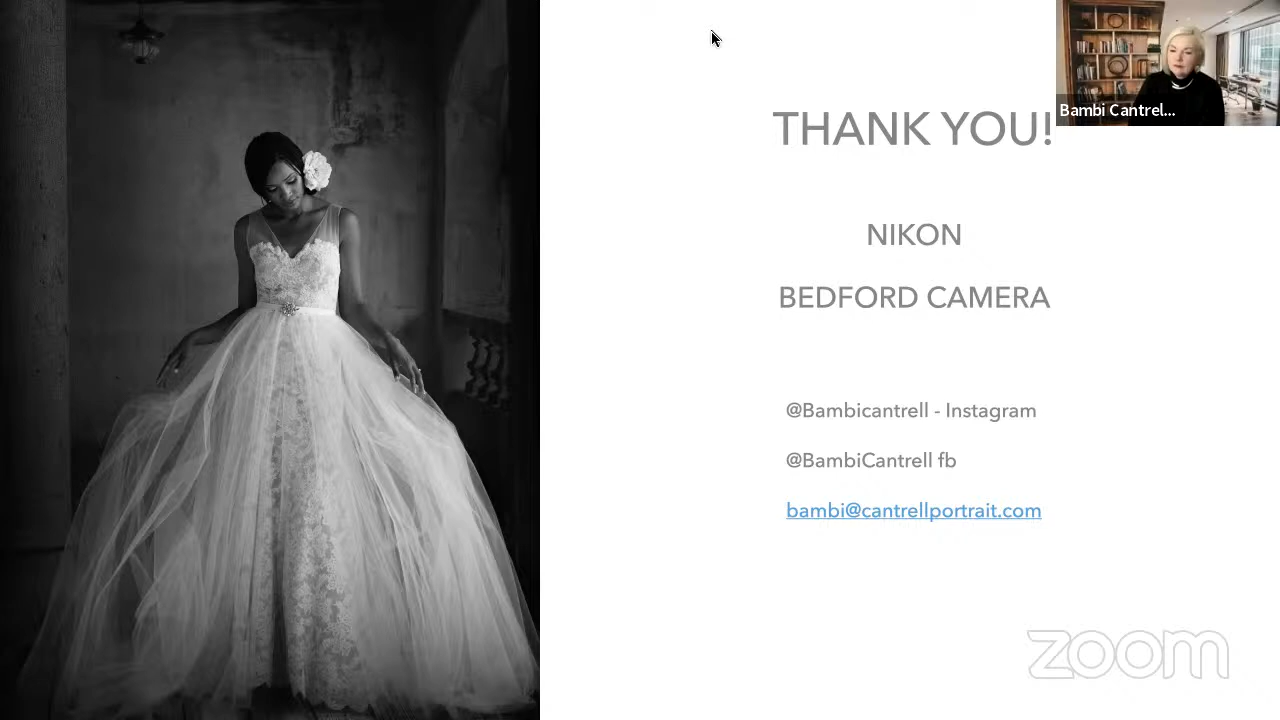 THANK YOU!
Bambi Cantrel...
NIKON
BEDFORD CAMERA
@Bambicantrell - Instagram
@BambiCantrell fb
bambi@cantrellportrait.com
zoom